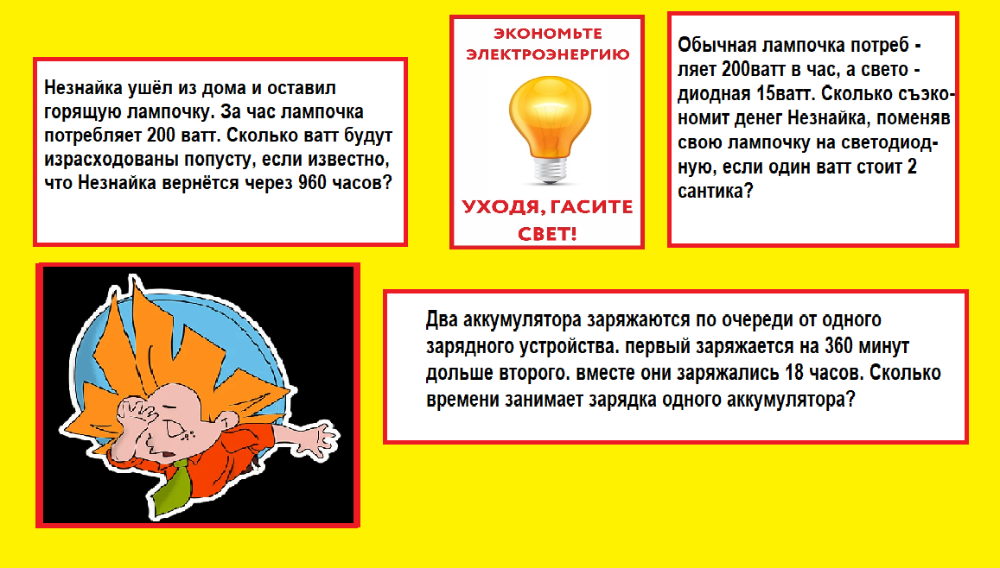 Незнайка ушёл из дома и оставил
горящую лампочку. За час лампочка
потребляет 200 ватт. Сколько ватт будут
израсходованы попусту, если известно,
что Незнайка вернётся через 960 часов?
ЭКОНОМЬТЕ
ЭЛЕКТРОЭНЕРГИЮ
УХОДЯ, ГАСИТЕ
СВЕТ!
Обычная лампочка потреб -
ляет 200ватт в час, а свето -
диодная 15ватт. Сколько съэко-
номит денег Незнайка, поменяв
свою лампочку на светодиод-
ную, если один ватт стоит 2
сантика?
Два аккумулятора заряжаются по очереди от одного
зарядного устройства. первый заряжается на 360 минут
дольше второго. вместе они заряжались 18 часов. Сколько
времени занимает зарядка одного аккумулятора?